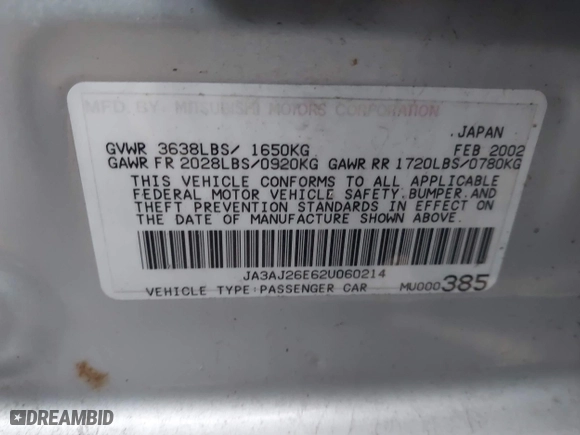 MFD. BY. MITSUBISHI MOTORS CORPORATION
JAPAN
GVWR 3638LBS/ 1650KG FEB 2002
GAWR FR 2028LBS/0920KG GAWR RR 1720LBS/0780KG
THIS VEHICLE CONFORMS TO ALL APPLICABLE
FEDERAL MOTOR VEHICLE SAFETY,BUMPER,AND
THEFT PREVENTION STANDARDS IN EFFECT ON
THE DATE OF MANUFACTURE SHOWN ABOVE.
JA3AJ26E62U060214
VEHICLE TYPE:PASSENGER CAR MU000385
DREAMBID